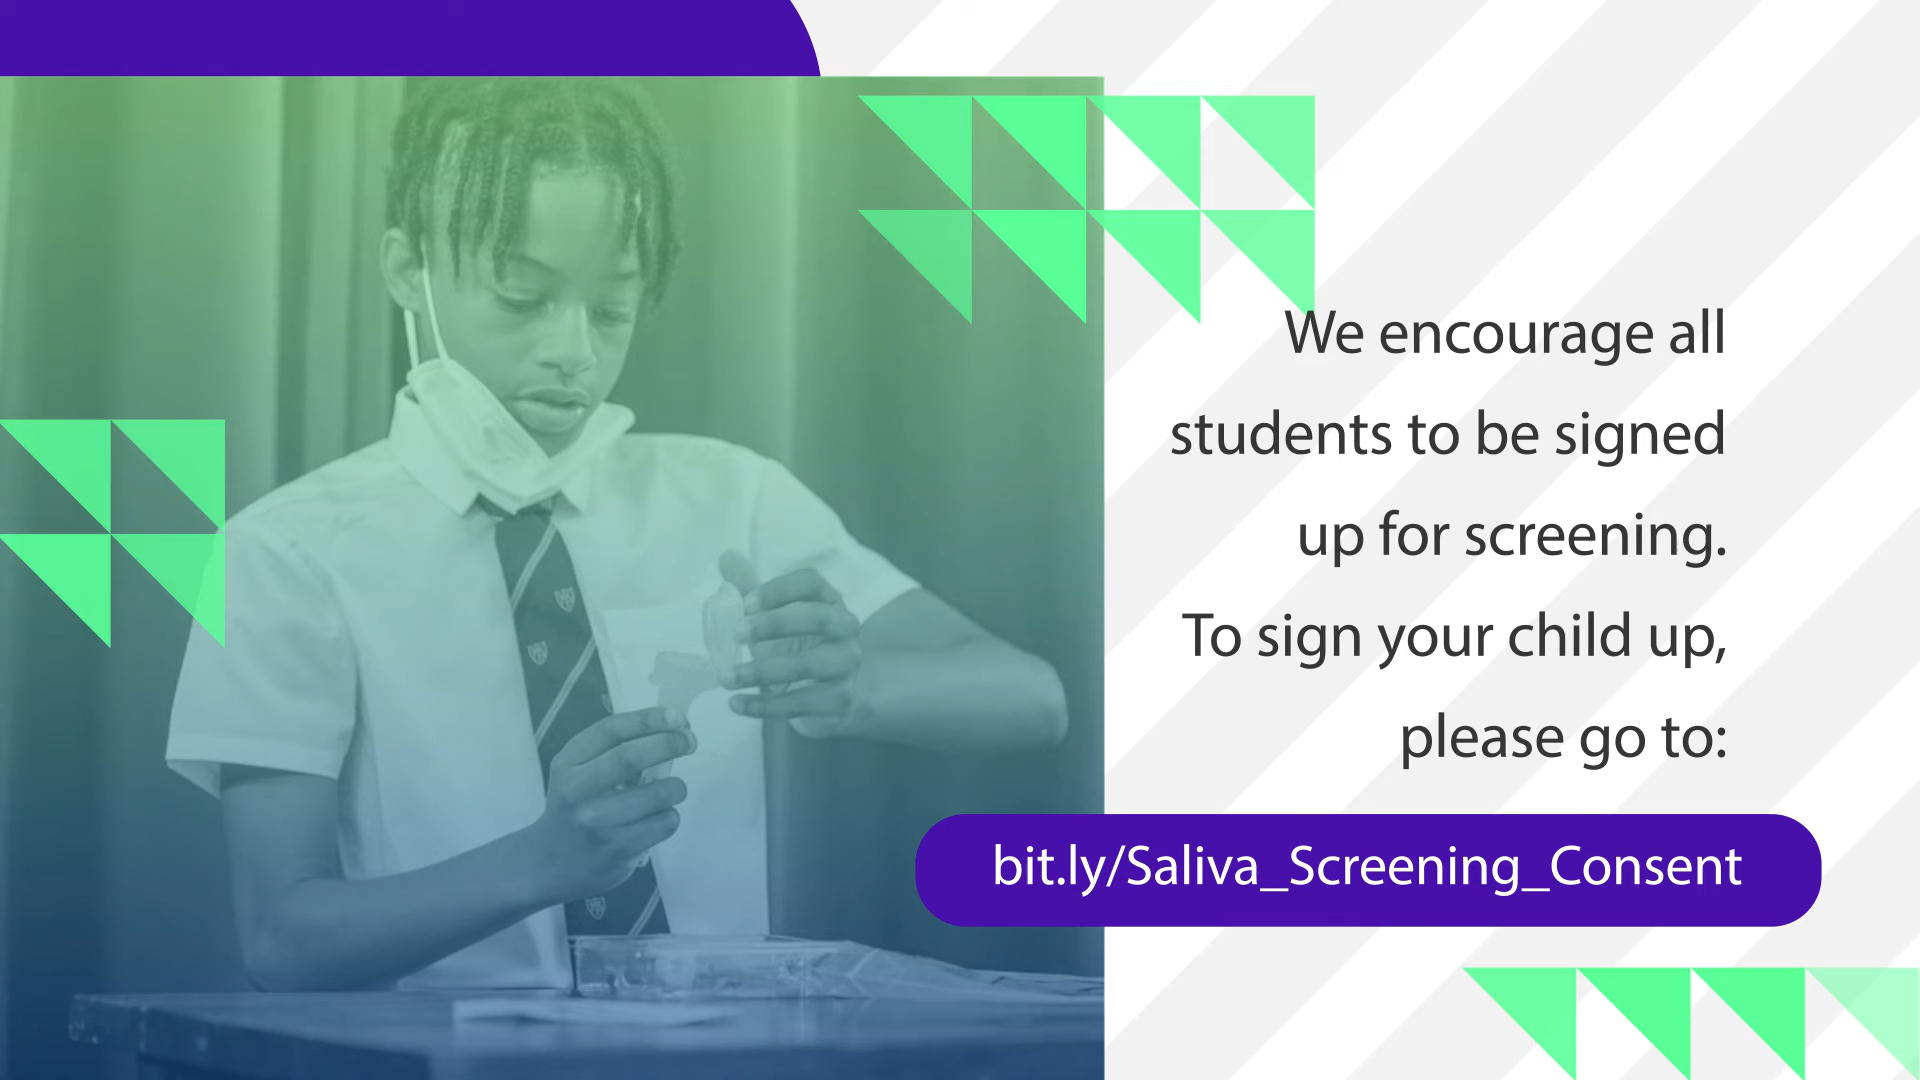 We encourage all
students to be signed
up for screening.
To sign your child up,
please go to:
bit.ly/Saliva_Screening_Consent